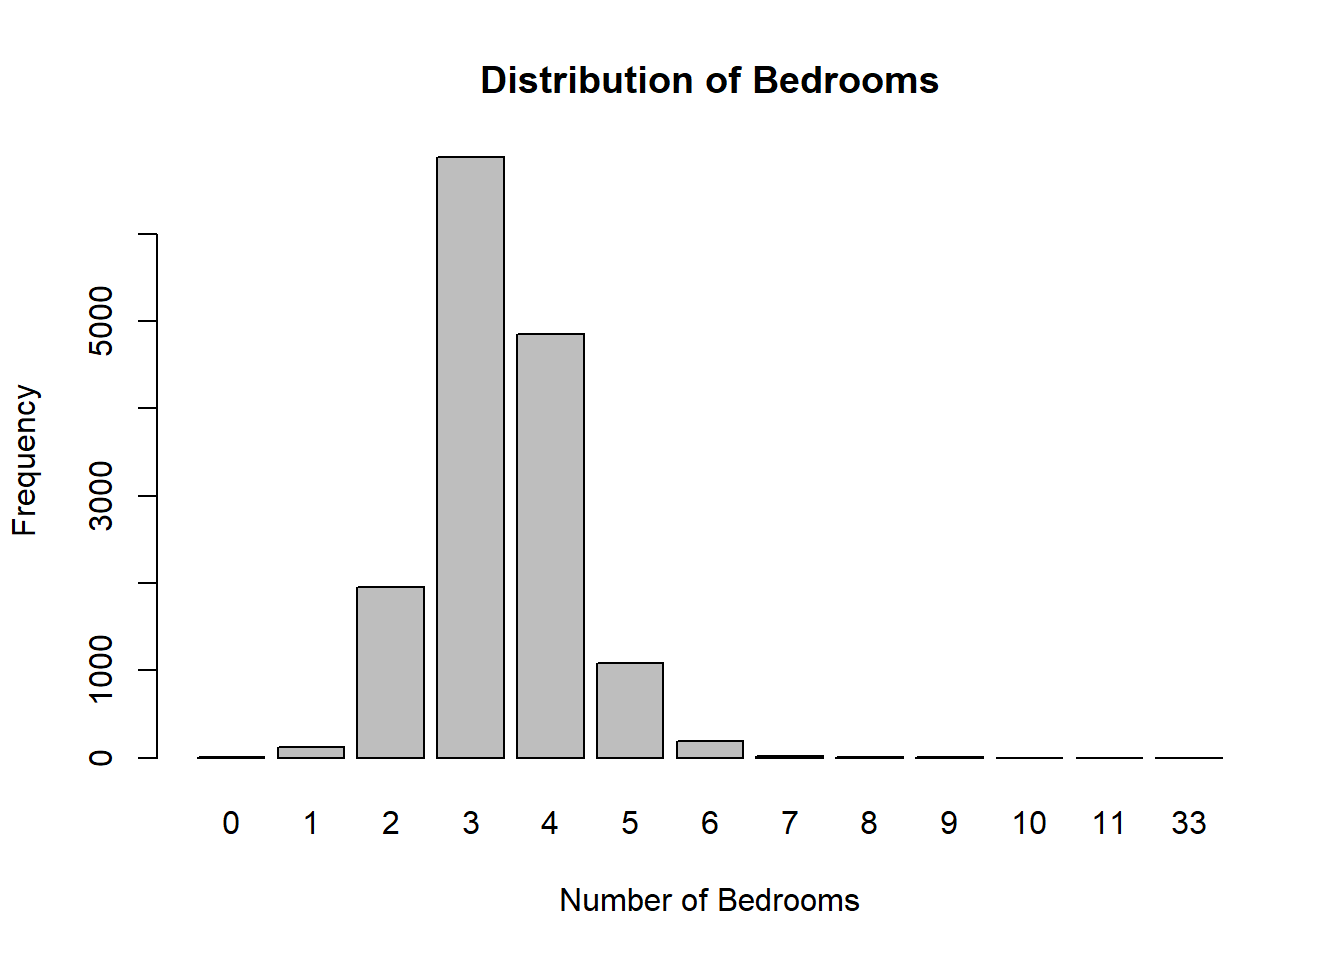 Distribution of Bedrooms
Frequency
5000
3000
1000
0
0 1 2 3 4 5 6 7 8 9 10 11 33
Number of Bedrooms